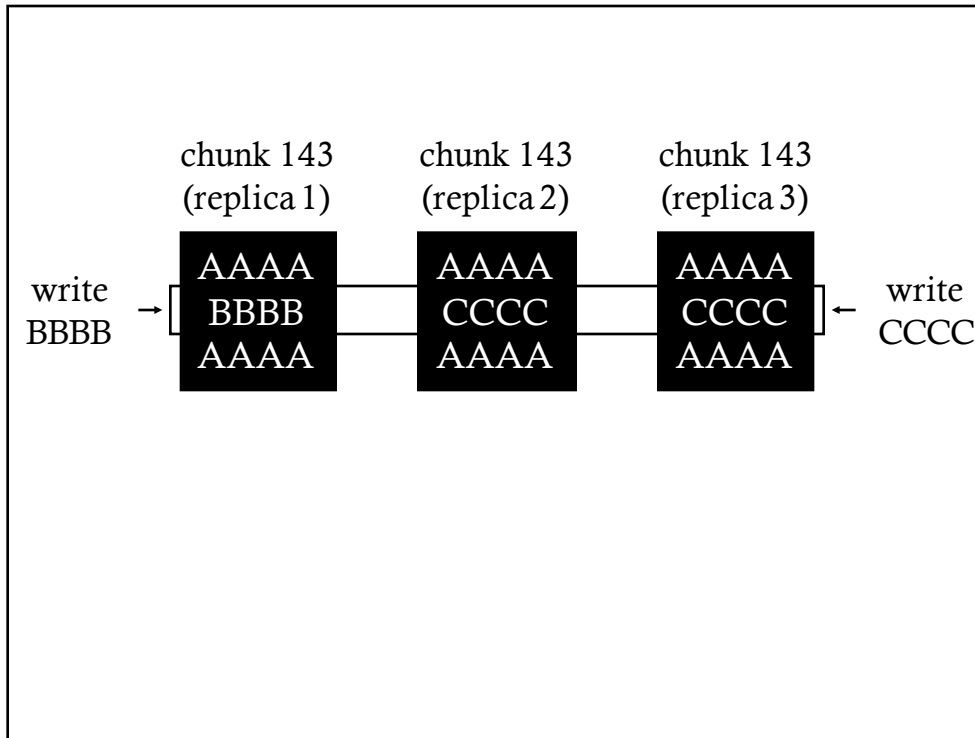 chunk 143
(replica 1)
chunk 143
(replica 2)
chunk 143
(replica 3)
write
BBBB
AAAA
BBBB
AAAA
AAAA
CCCC
AAAA
AAAA
CCCC
AAAA
write
CCCC